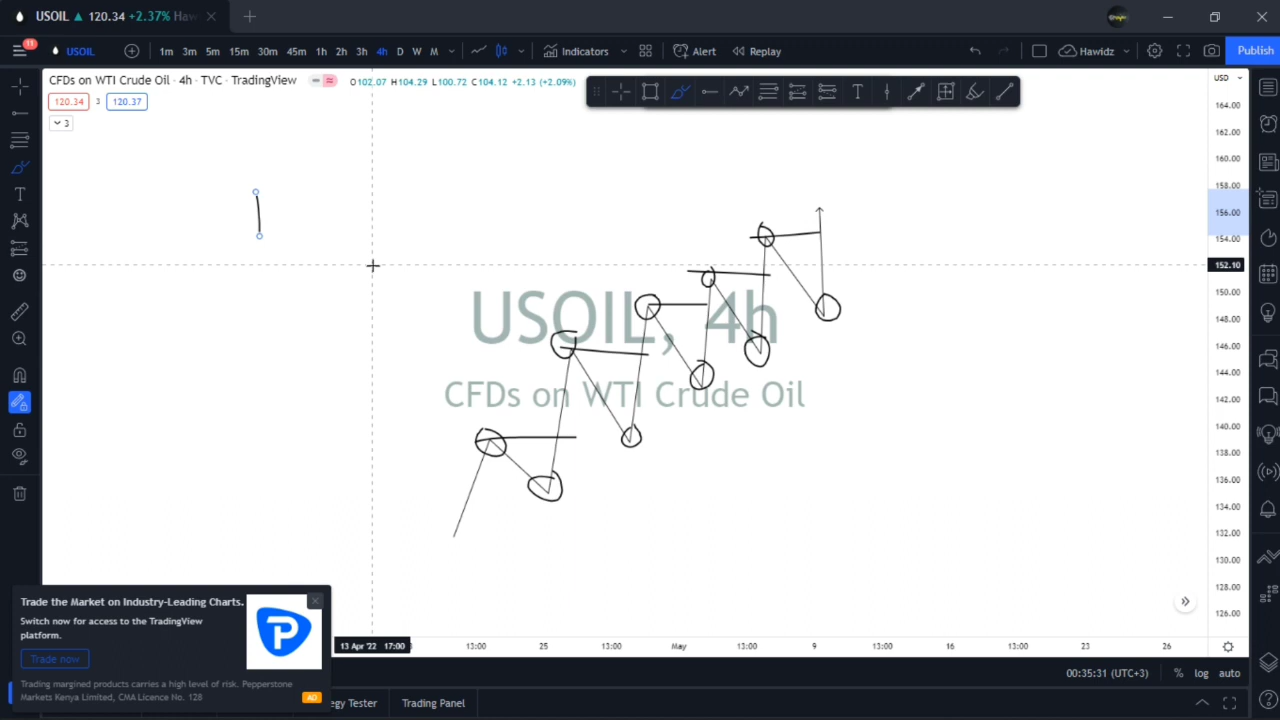 USOIL ▲ 120.34 +2.37% Haw
11
USOIL 1m 3m 5m 15m 30m 45m 1h 2h 3h 4h D W M Indicators Alert Replay Hawidz Publish
CFDs on WTI Crude Oil · 4h · TVC · TradingView O102.07 H104.29 L100.72 C104.12 +2.13 (+2.09%)
USD
120.34 3 120.37
3
164.00
162.00
160.00
158.00
156.00
154.00
152.10
150.00
148.00
146.00
144.00
142.00
140.00
138.00
136.00
134.00
132.00
130.00
128.00
126.00
USOIL, 4h
CFDs on WTI Crude Oil
Trade the Market on Industry-Leading Charts.
Switch now for access to the TradingView
platform.
Trade now
Trading margined products carries a high level of risk. Pepperstone
Markets Kenya Limited, CMA Licence No. 128
AD
13 Apr '22 17:00 13:00 25 13:00 May 13:00 9 13:00 16 13:00 23 26
00:35:31 (UTC+3) % log auto
egy Tester Trading Panel